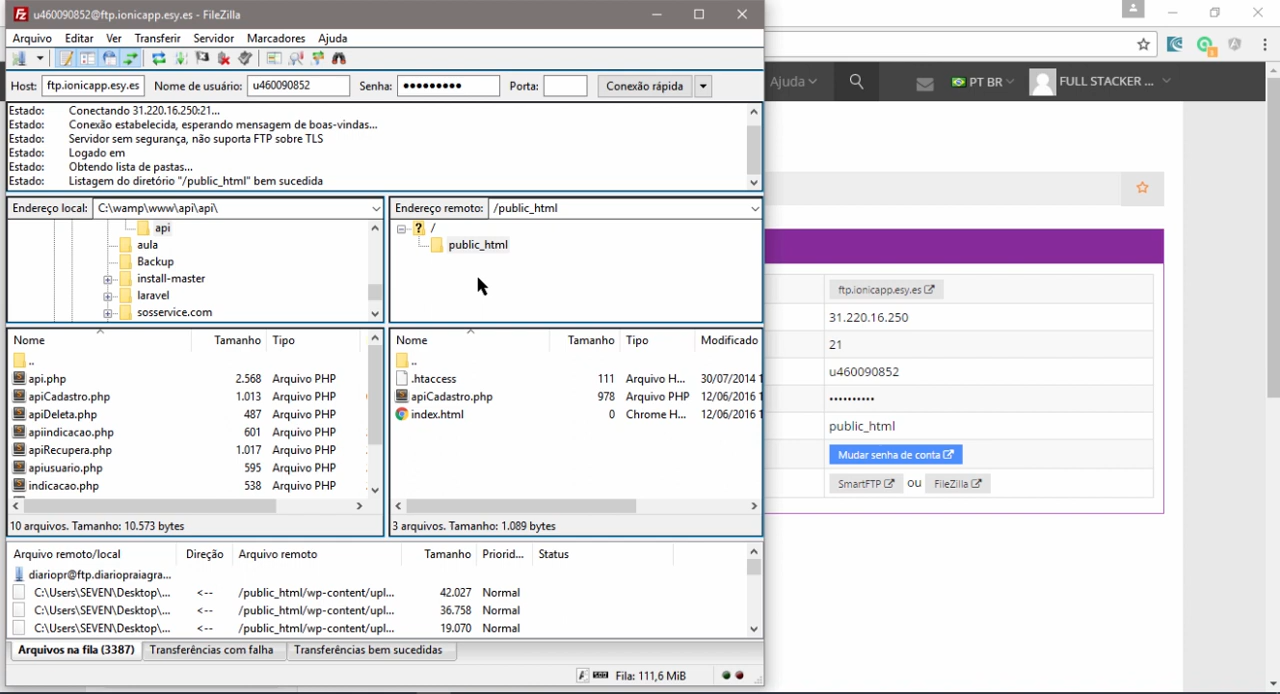 u460090852@ftp.ionicapp.esy.es - FileZilla
Arquivo Editar Ver Transferir Servidor Marcadores Ajuda
Host: ftp.ionicapp.esy.es Nome de usuário: u460090852 Senha: ●●●●●●●●● Porta: Conexão rápida
Ajuda PT BR FULL STACKER ...
Estado: Conectando 31.220.16.250:21...
Estado: Conexão estabelecida, esperando mensagem de boas-vindas...
Estado: Servidor sem segurança, não suporta FTP sobre TLS
Estado: Logado em
Estado: Obtendo lista de pastas...
Estado: Listagem do diretório "/public_html" bem sucedida
Endereço local: C:\wamp\www\api\api\
api
aula
Backup
install-master
laravel
sosservice.com
Endereço remoto: /public_html
/
public_html
Nome Tamanho Tipo
..
api.php 2.568 Arquivo PHP
apiCadastro.php 1.013 Arquivo PHP
apiDeleta.php 487 Arquivo PHP
apiindicacao.php 601 Arquivo PHP
apiRecupera.php 1.017 Arquivo PHP
apiusuario.php 595 Arquivo PHP
indicacao.php 538 Arquivo PHP
10 arquivos. Tamanho: 10.573 bytes
Nome Tamanho Tipo Modificado
..
.htaccess 111 Arquivo H... 30/07/2014 1
apiCadastro.php 978 Arquivo PHP 12/06/2016 1
index.html 0 Chrome H... 12/06/2016 1
3 arquivos. Tamanho: 1.089 bytes
Arquivo remoto/local Direção Arquivo remoto Tamanho Priorid... Status
diariopr@ftp.diariopraiagra...
C:\Users\SEVEN\Desktop\... <-- /public_html/wp-content/upl... 42.027 Normal
C:\Users\SEVEN\Desktop\... <-- /public_html/wp-content/upl... 36.758 Normal
C:\Users\SEVEN\Desktop\... <-- /public_html/wp-content/upl... 19.070 Normal
Arquivos na fila (3387) Transferências com falha Transferências bem sucedidas
Fila: 111,6 MiB
ftp.ionicapp.esy.es
31.220.16.250
21
u460090852
••••••••••
public_html
Mudar senha de conta
SmartFTP ou FileZilla